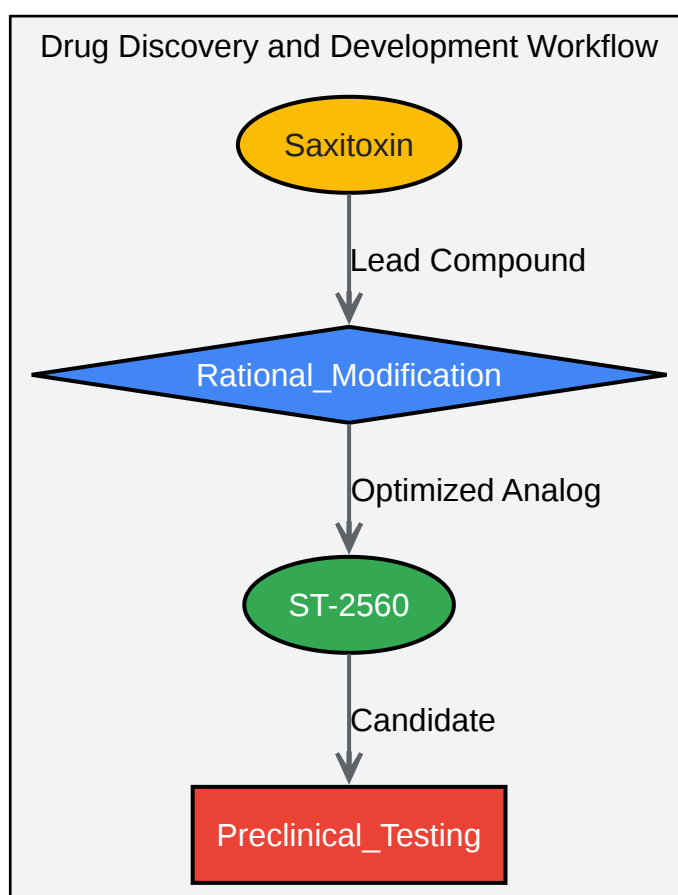 Drug Discovery and Development Workflow
Saxitoxin
Lead Compound
Rational_Modification
Optimized Analog
ST-2560
Candidate
Preclinical_Testing